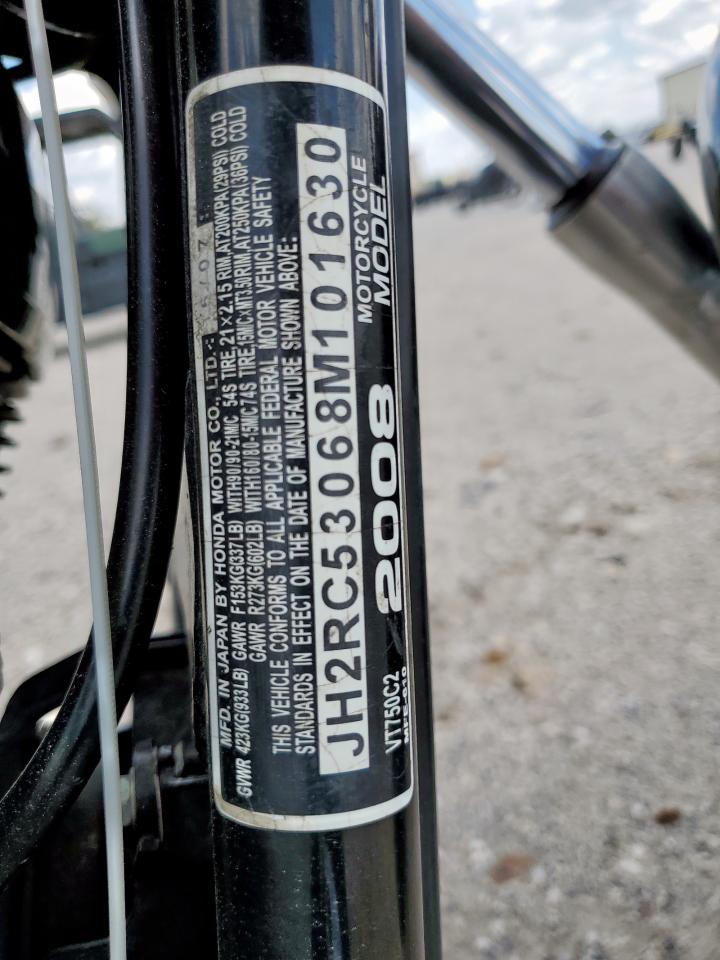 MFD. IN JAPAN BY HONDA MOTOR CO., LTD.: 5/07
GVWR 423KG(933LB) GAWR F153KG(337LB) WITH90/90-21M/C 54S TIRE, 21×2.15 RIM,AT200KPA(29PSI) COLD
GAWR R273KG(602LB) WITH160/80-15M/C 74S TIRE,15M/C×MT3.50RIM,AT250KPA(36PSI) COLD
THIS VEHICLE CONFORMS TO ALL APPLICABLE FEDERAL MOTOR VEHICLE SAFETY
STANDARDS IN EFFECT ON THE DATE OF MANUFACTURE SHOWN ABOVE:
JH2RC53068M101630
MOTORCYCLE
VT750C2 2008 MODEL